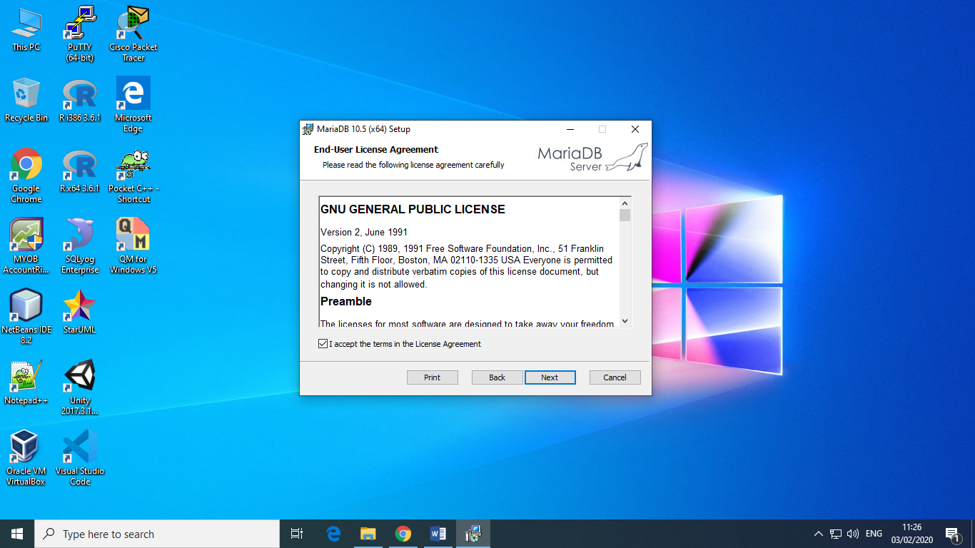 This PC
PuTTY
(64-bit)
Cisco Packet
Tracer
Recycle Bin
R i386 3.6.1
Microsoft
Edge
Google
Chrome
R x64 3.6.1
Pocket C++ -
Shortcut
MYOB
AccountRi...
SQLyog
Enterprise
QM for
Windows V5
NetBeans IDE
8.2
StarUML
Notepad++
Unity
2017.3.1...
Oracle VM
VirtualBox
Visual Studio
Code
MariaDB 10.5 (x64) Setup
End-User License Agreement
Please read the following license agreement carefully
MariaDB
Server
GNU GENERAL PUBLIC LICENSE
Version 2, June 1991
Copyright (C) 1989, 1991 Free Software Foundation, Inc., 51 Franklin
Street, Fifth Floor, Boston, MA 02110-1335 USA Everyone is permitted
to copy and distribute verbatim copies of this license document, but
changing it is not allowed.
Preamble
The licenses for most software are designed to take away your freedom
I accept the terms in the License Agreement
Print
Back
Next
Cancel
Type here to search
ENG
11:26
03/02/2020
1